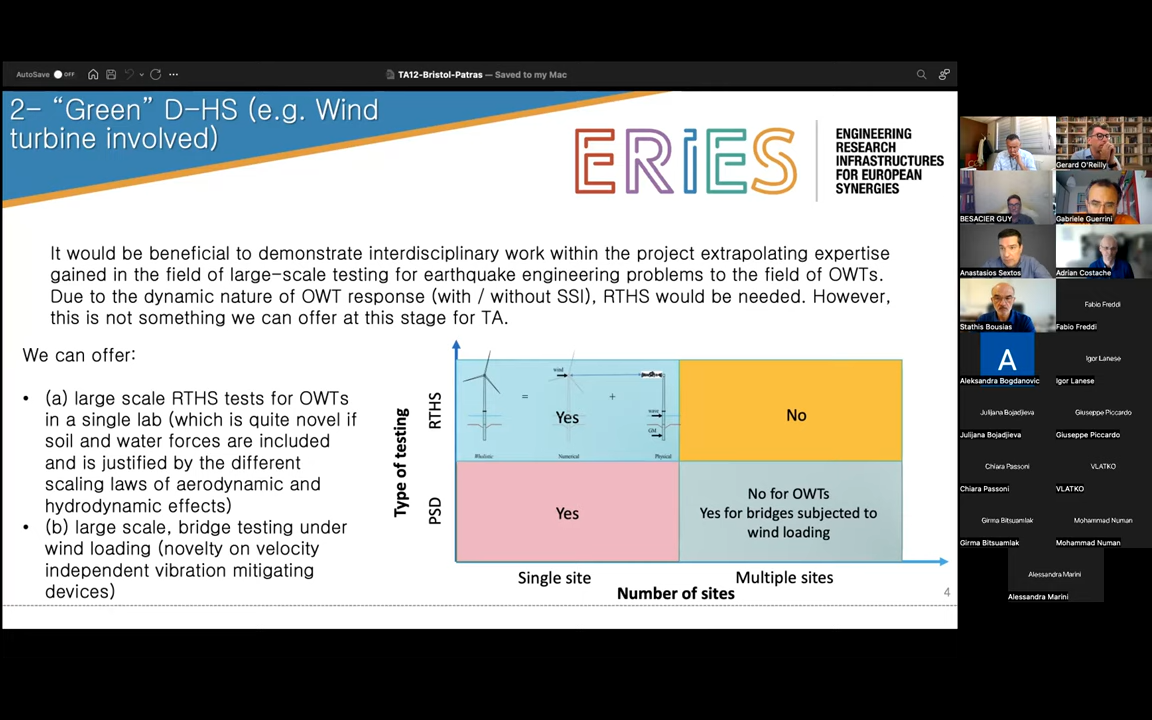 AutoSave OFF
TA12-Bristol-Patras — Saved to my Mac
2- “Green” D-HS (e.g. Wind
turbine involved)
ERIES
ENGINEERING
RESEARCH
INFRASTRUCTURES
FOR EUROPEAN
SYNERGIES
It would be beneficial to demonstrate interdisciplinary work within the project extrapolating expertise
gained in the field of large-scale testing for earthquake engineering problems to the field of OWTs.
Due to the dynamic nature of OWT response (with / without SSI), RTHS would be needed. However,
this is not something we can offer at this stage for TA.
We can offer:
• (a) large scale RTHS tests for OWTs
in a single lab (which is quite novel if
soil and water forces are included
and is justified by the different
scaling laws of aerodynamic and
hydrodynamic effects)
• (b) large scale, bridge testing under
wind loading (novelty on velocity
independent vibration mitigating
devices)
Type of testing
RTHS
PSD
wind
=
Yes
+
wave
GM
Numerical
Physical
No
Yes
No for OWTs
Yes for bridges subjected to
wind loading
Single site
Multiple sites
Number of sites
4
Gerard O'Reilly
BESACIER GUY
Gabriele Guerrini
Anastasios Sextos
Adrian Costache
Stathis Bousias
Fabio Freddi
Fabio Freddi
A
Aleksandra Bogdanovic
Igor Lanese
Igor Lanese
Julijana Bojadjieva
Julijana Bojadjieva
Giuseppe Piccardo
Giuseppe Piccardo
Chiara Passoni
Chiara Passoni
VLATKO
VLATKO
Girma Bitsuamlak
Girma Bitsuamlak
Mohammad Numan
Mohammad Numan
Alessandra Marini
Alessandra Marini